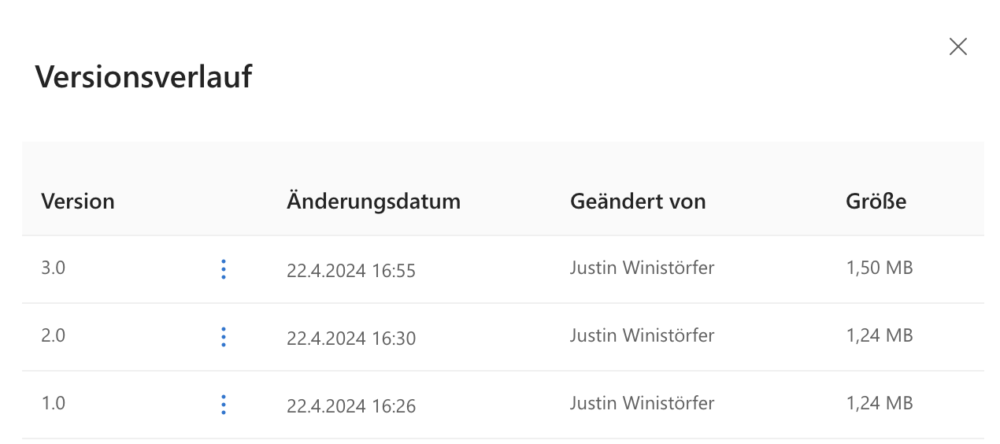 Versionsverlauf
Version Änderungsdatum Geändert von Größe
3.0 22.4.2024 16:55 Justin Winistörfer 1,50 MB
2.0 22.4.2024 16:30 Justin Winistörfer 1,24 MB
1.0 22.4.2024 16:26 Justin Winistörfer 1,24 MB